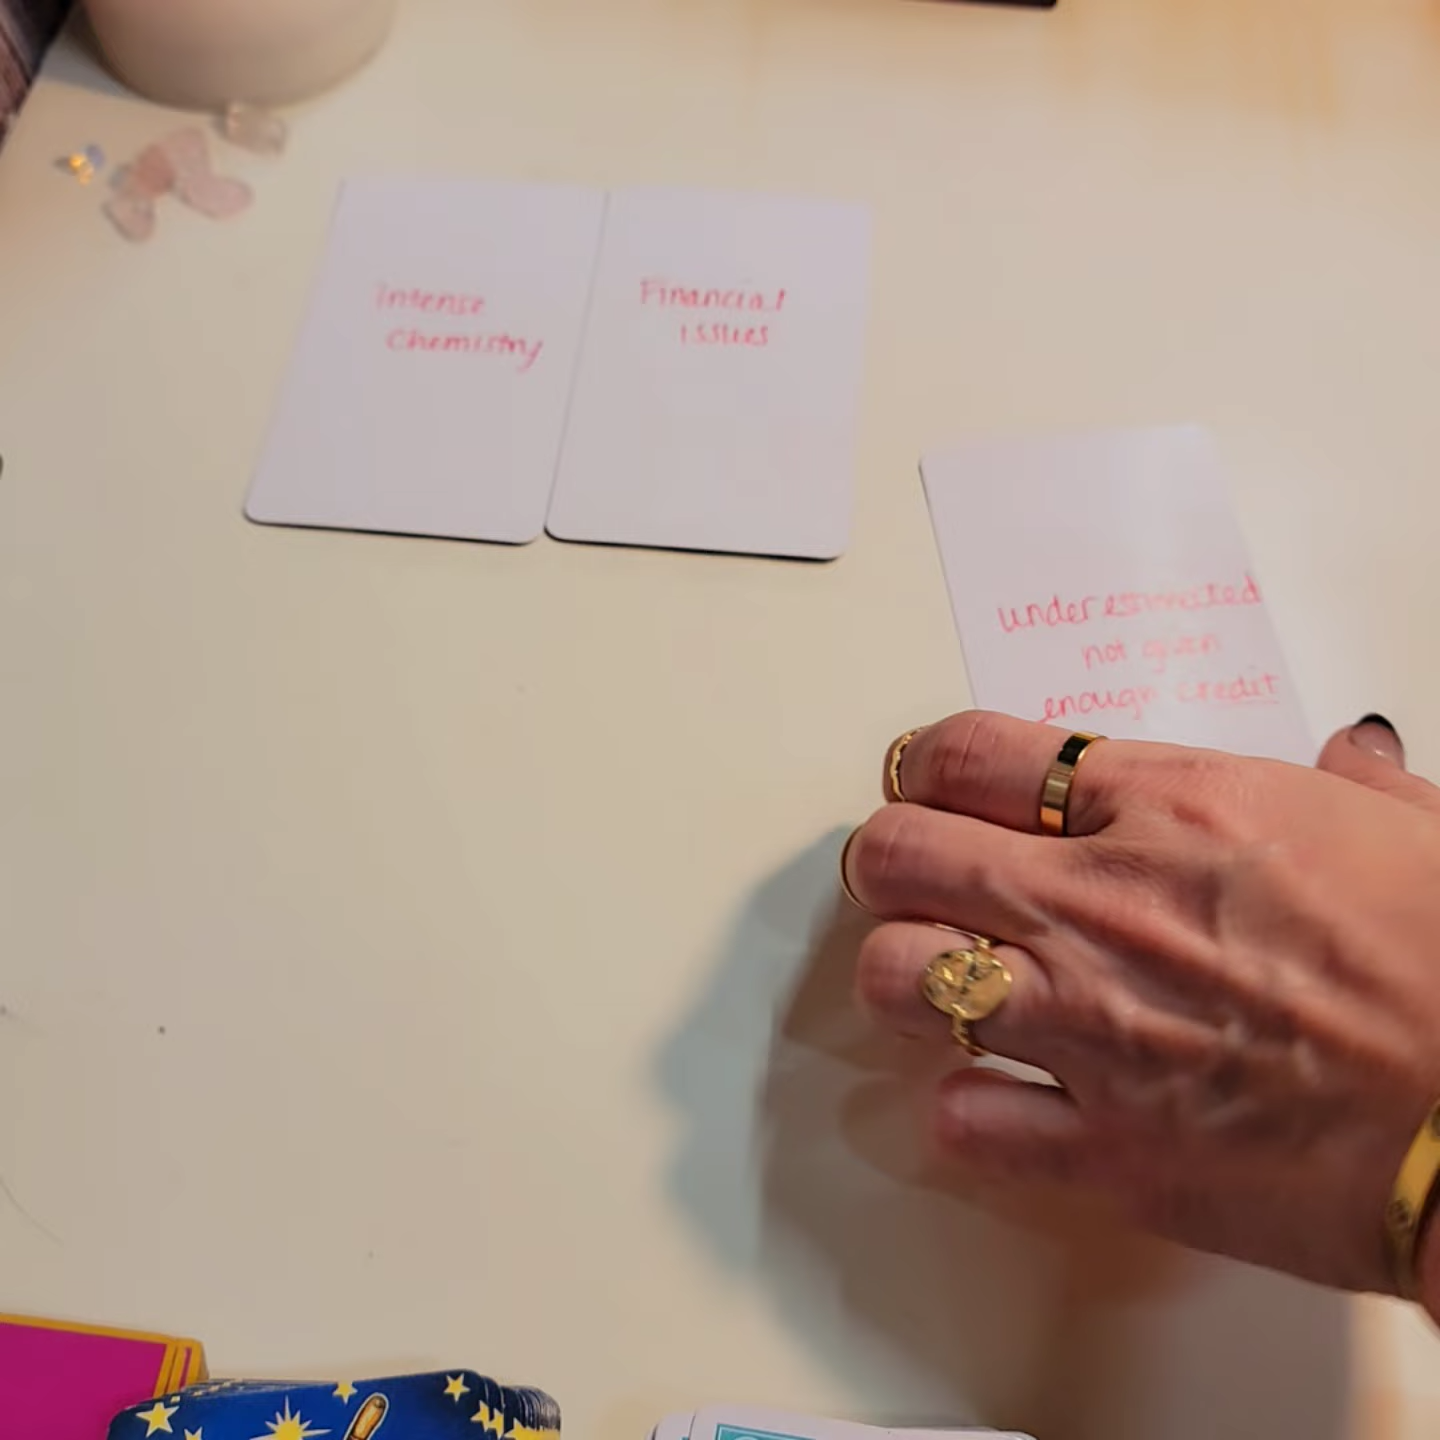 intense
Chemistry
Financial
issues
underestimated
not given
enough credit